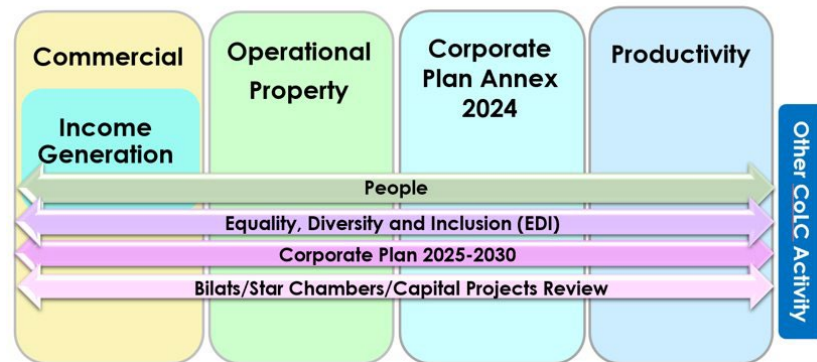 Commercial
Income
Generation
Operational
Property
Corporate
Plan Annex
2024
Productivity
People
Equality, Diversity and Inclusion (EDI)
Corporate Plan 2025-2030
Bilats/Star Chambers/Capital Projects Review
Other CoLC Activity